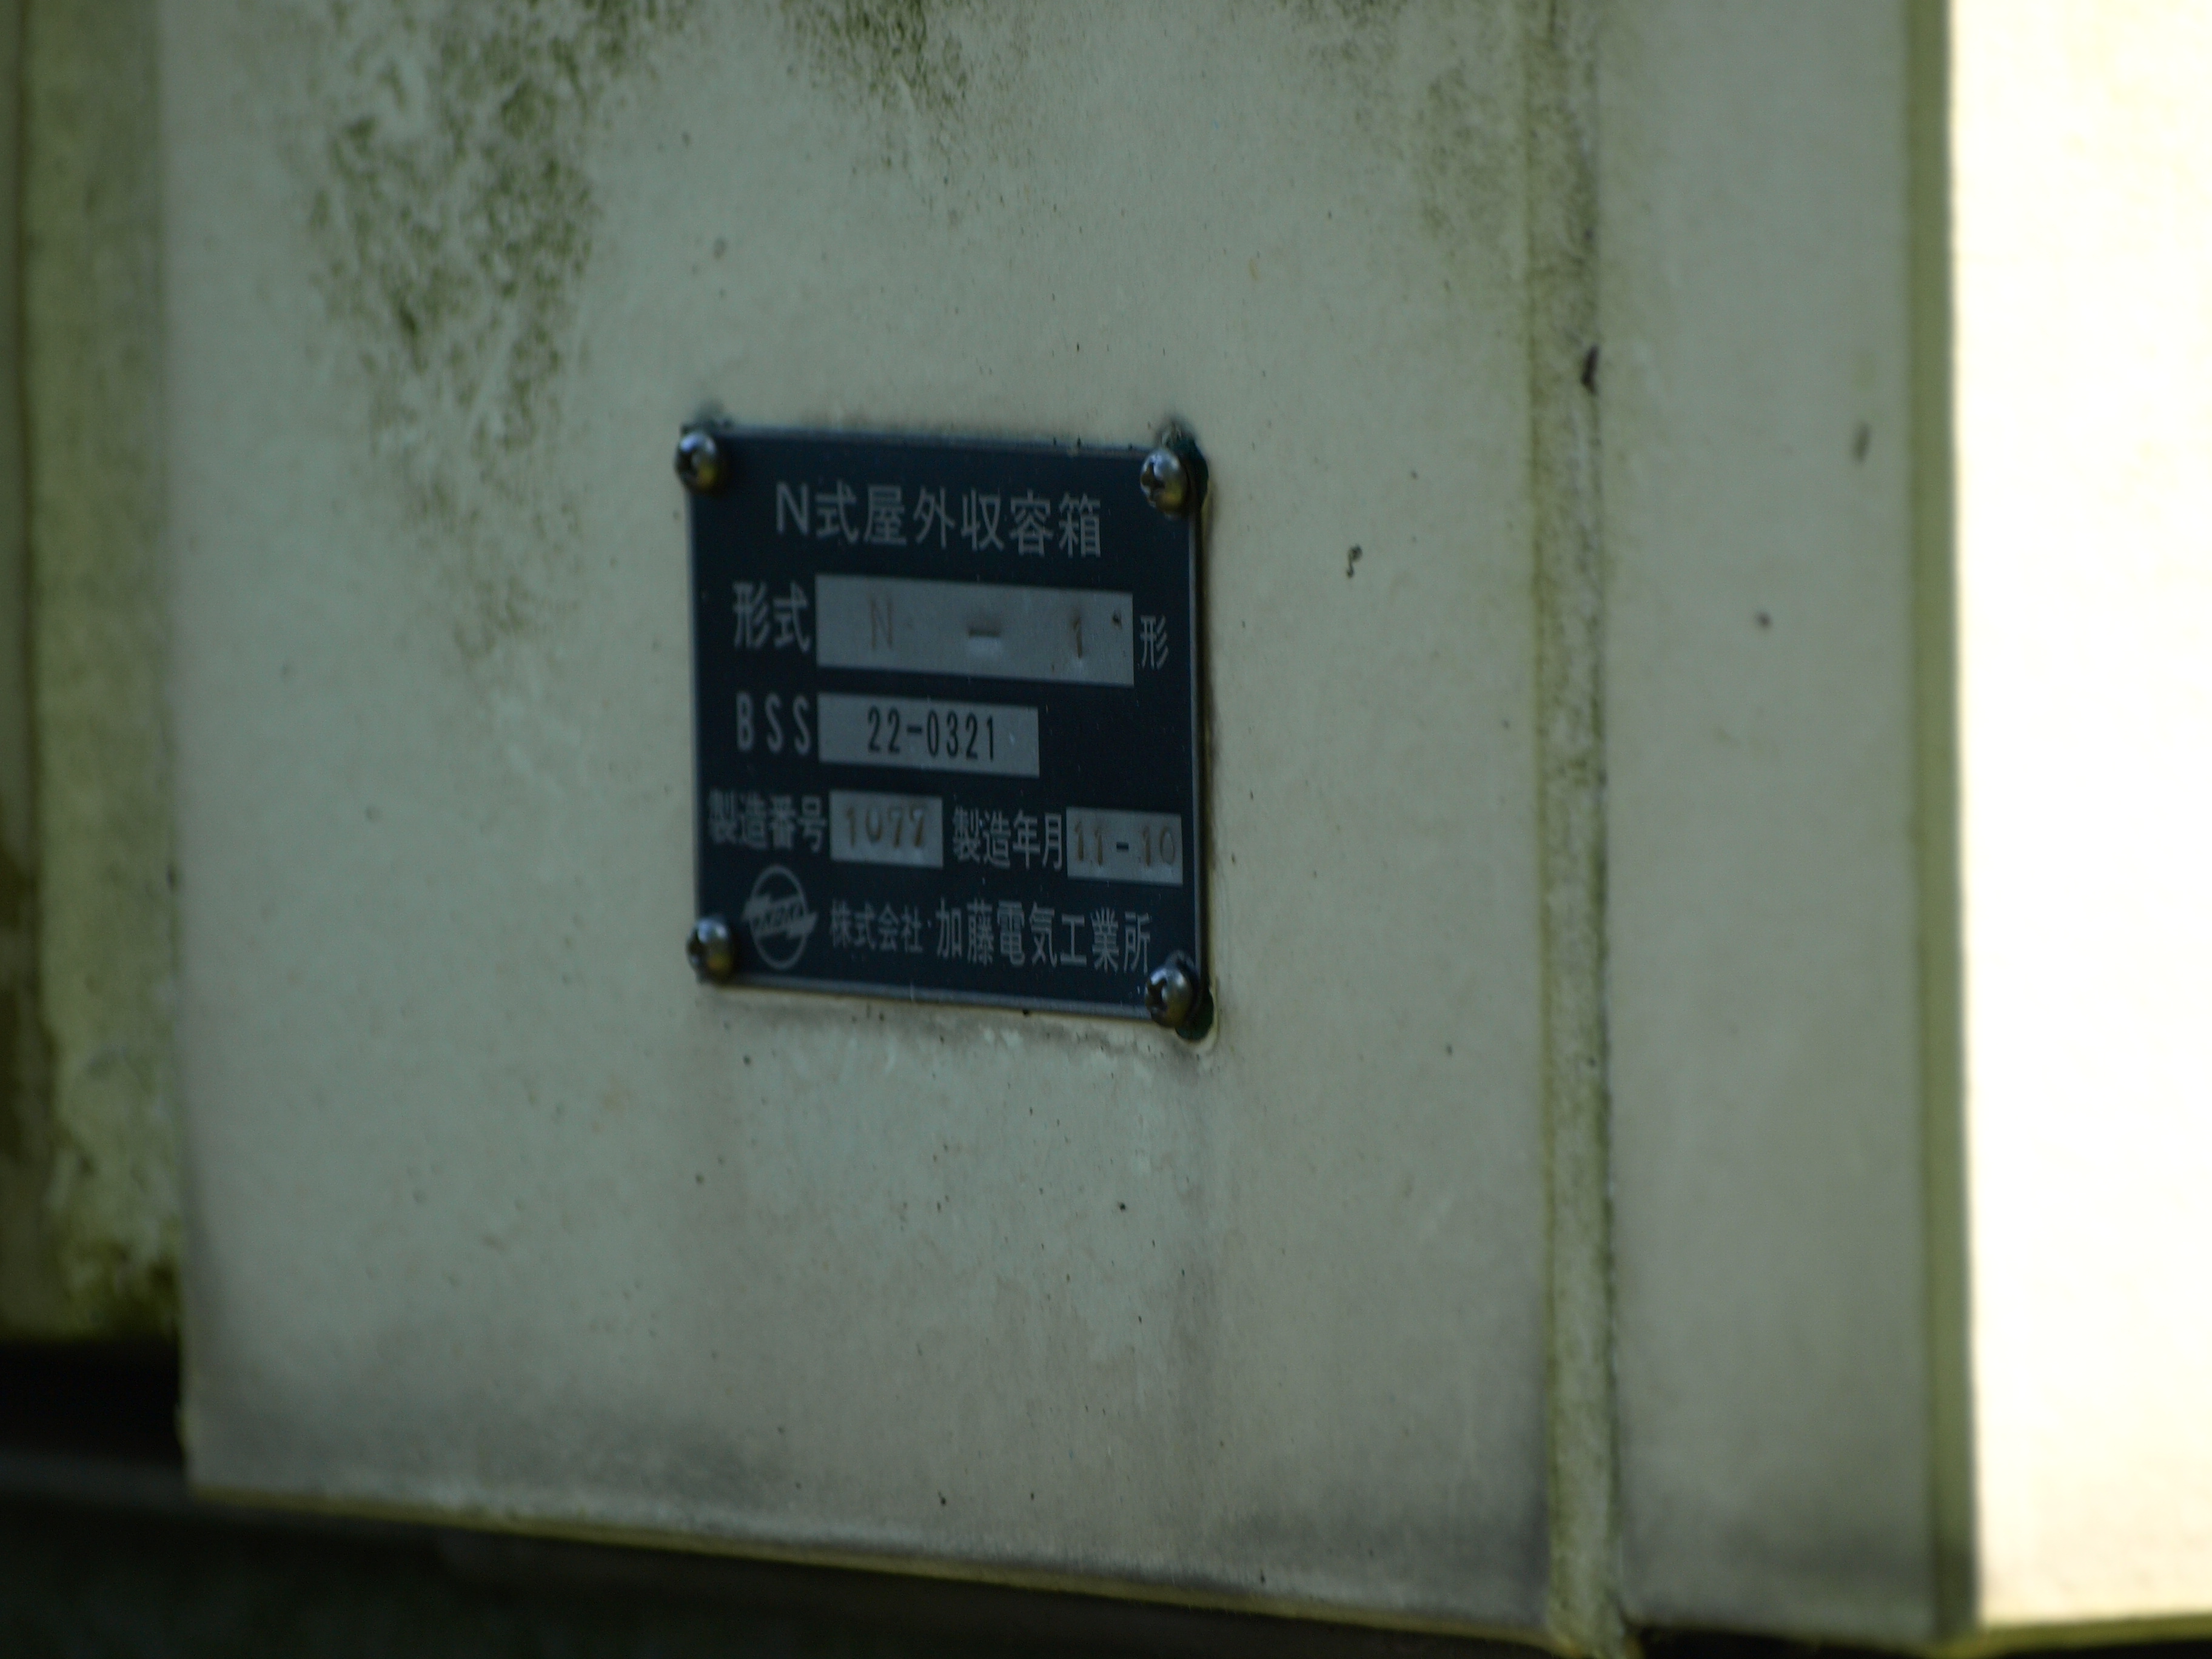 N式屋外収容箱
形式 N - 1 形
BSS 22-0321
製造番号 1077 製造年月 11-10
株式会社 加藤電気工業所